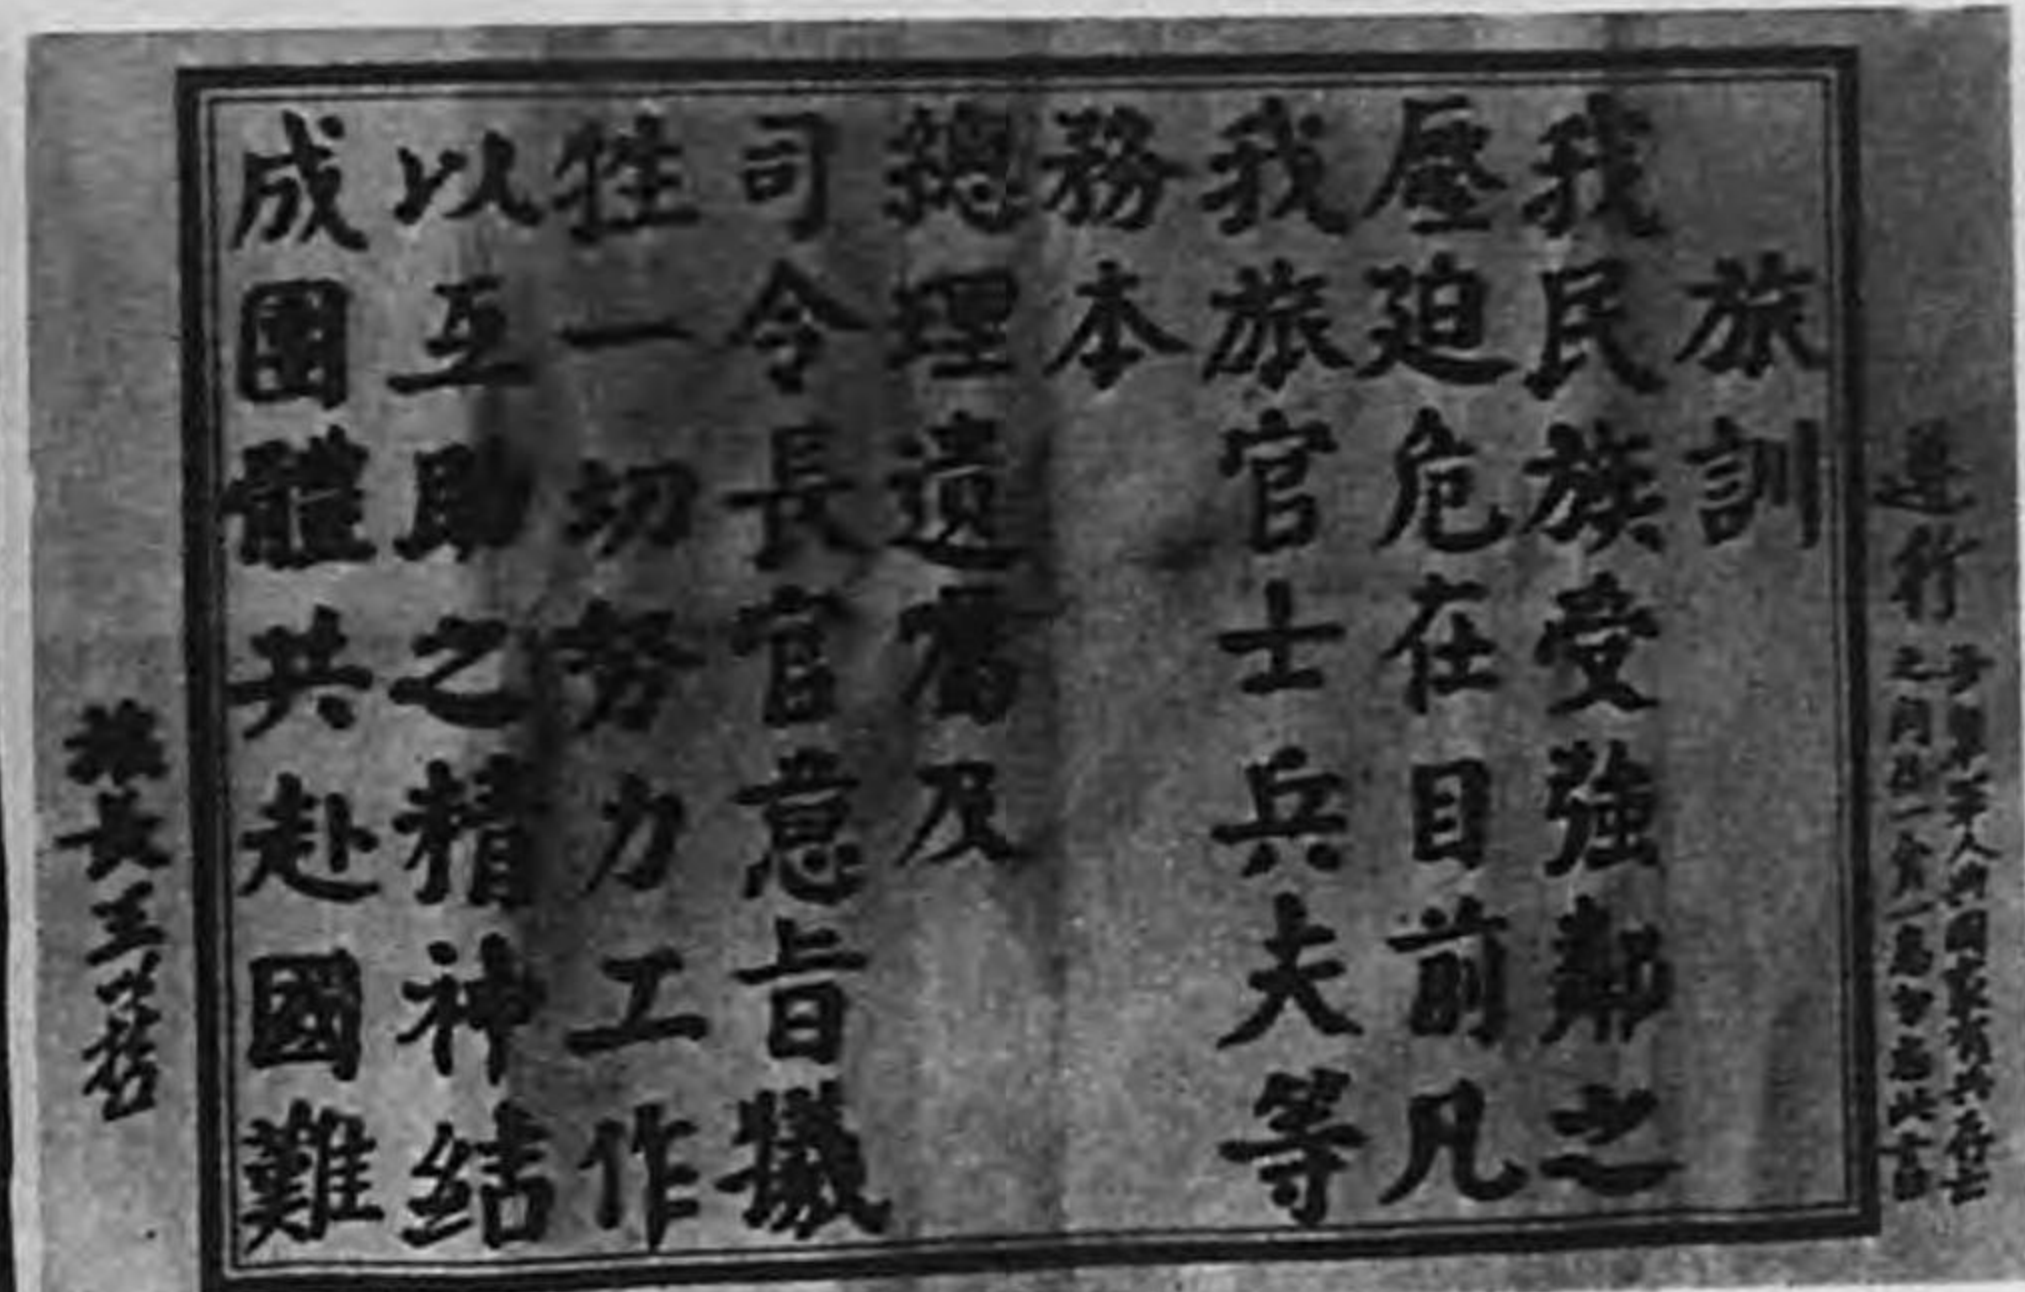 進行
旅訓
我民族受強鄰之
壓迫危在目前凡
我旅官士兵夫等
務本
總理遺囑及
司令長官意旨犧
牲一切努力工作
以互助之精神結
成團體共赴國難
旅長王